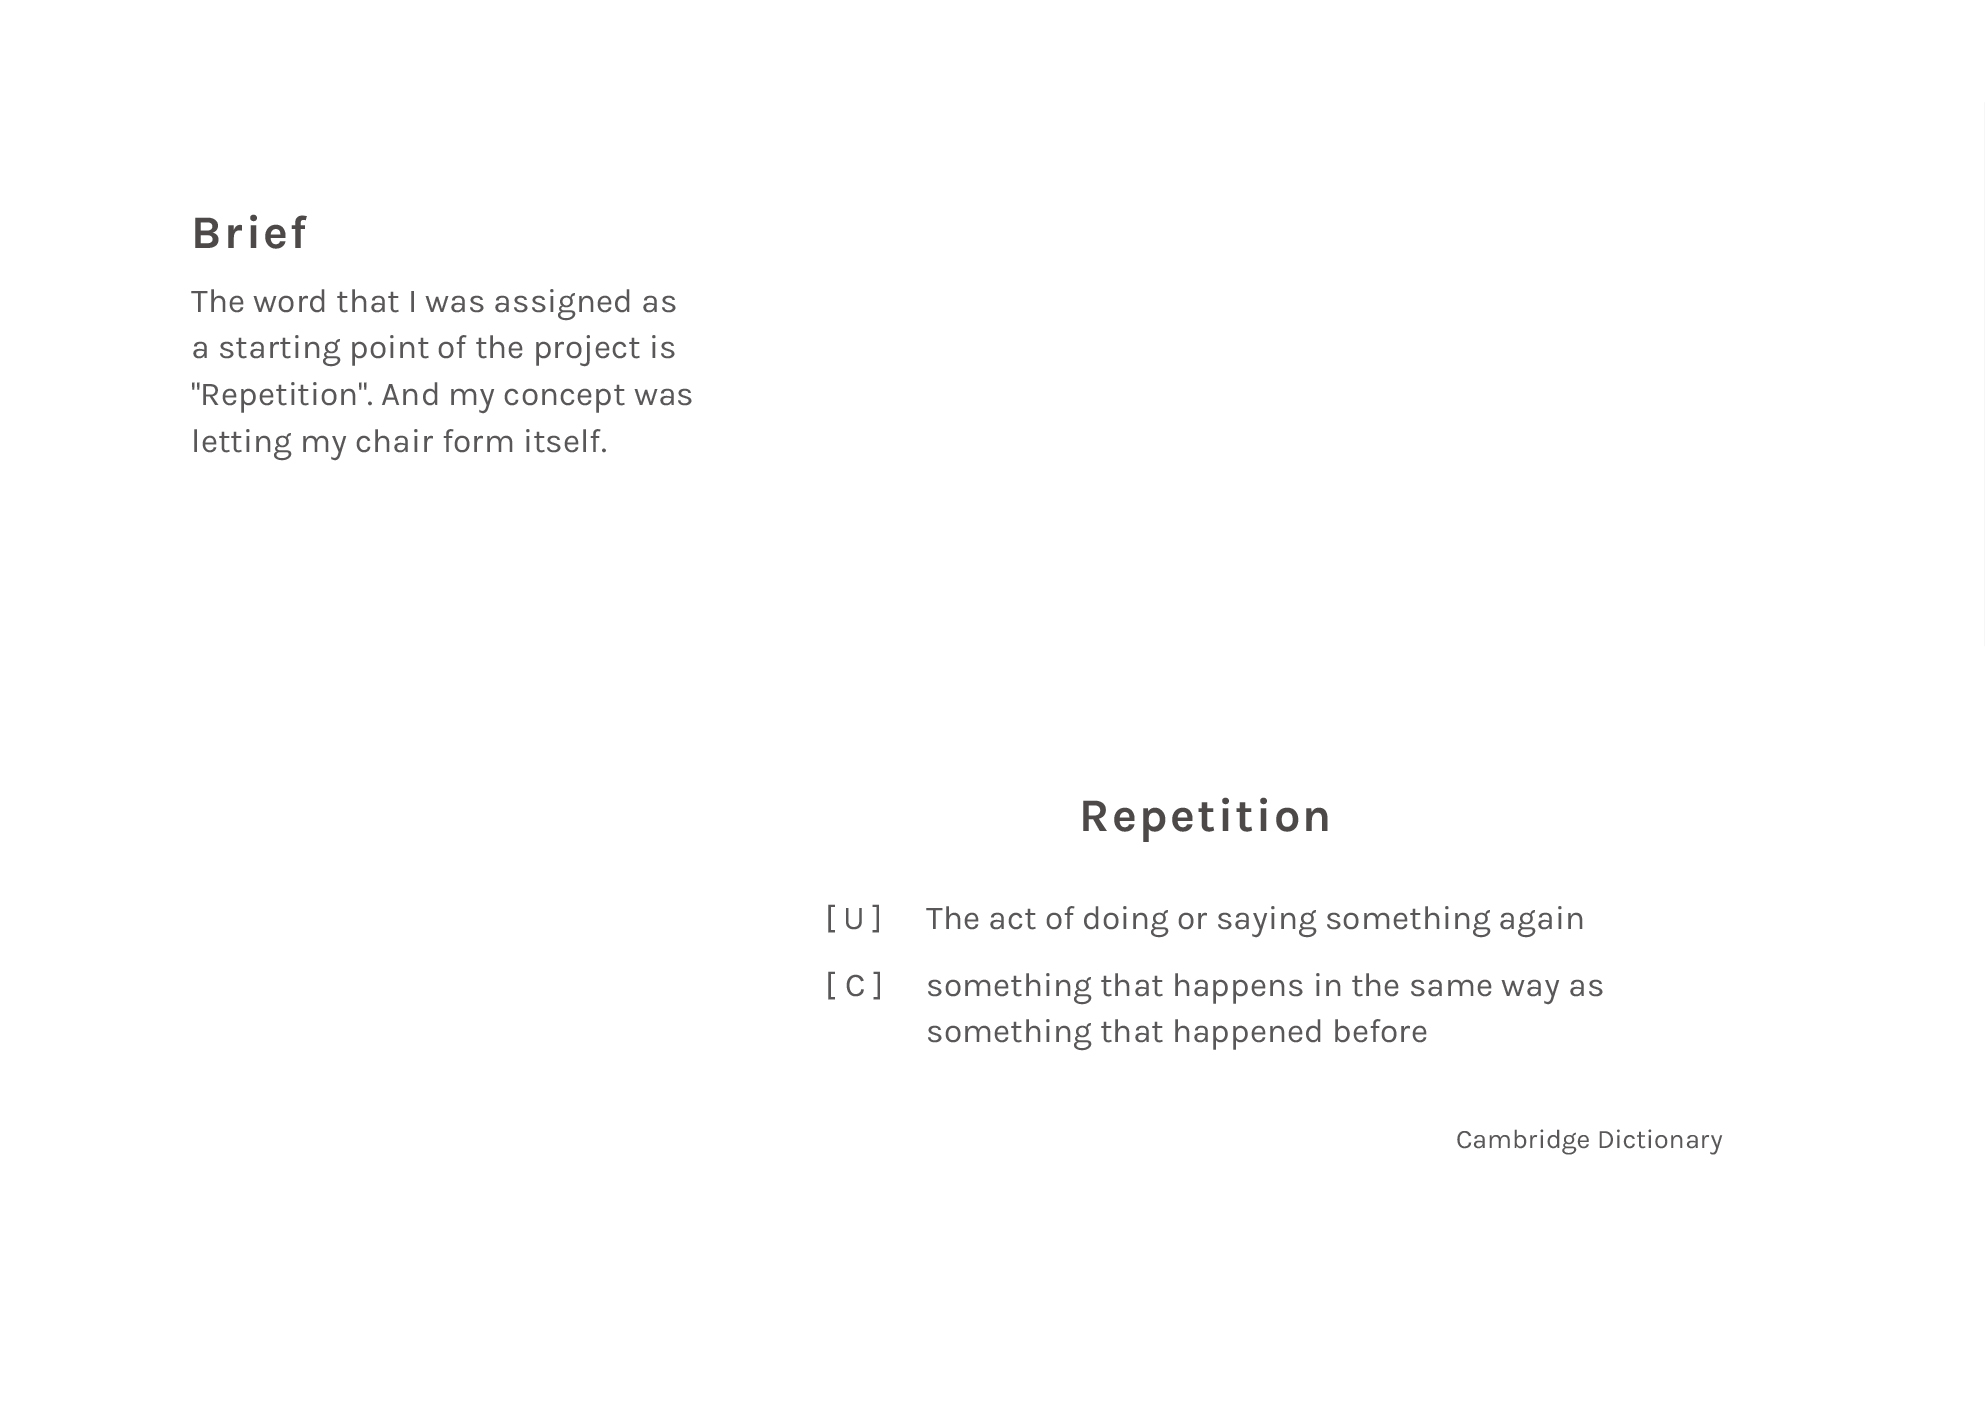 Brief
The word that I was assigned as
a starting point of the project is
"Repetition". And my concept was
letting my chair form itself.
Repetition
[ U ] The act of doing or saying something again
[ C ] something that happens in the same way as
something that happened before
Cambridge Dictionary